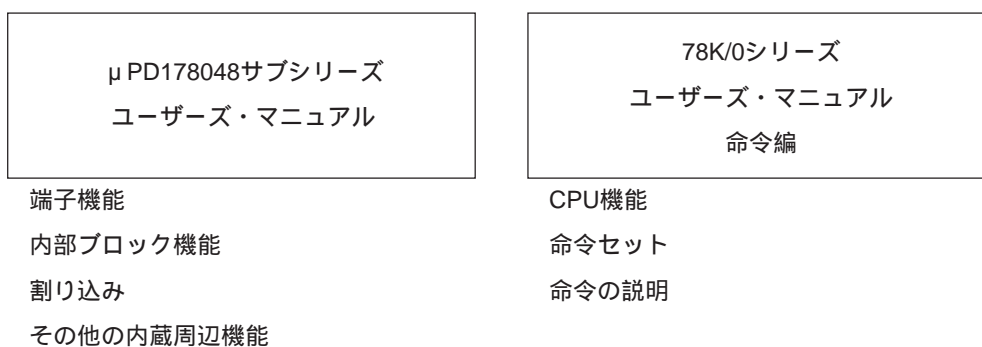 μPD178048サブシリーズ
ユーザーズ・マニュアル
端子機能
内部ブロック機能
割り込み
その他の内蔵周辺機能
78K/0シリーズ
ユーザーズ・マニュアル
命令編
CPU機能
命令セット
命令の説明